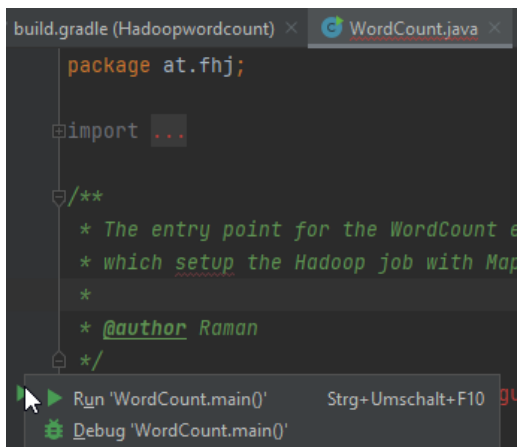 build.gradle (Hadoopwordcount) WordCount.java
package at.fhj;
import ...
/**
* The entry point for the WordCount e
* which setup the Hadoop job with Map
*
* @author Raman
*/
Run 'WordCount.main()' Strg+Umschalt+F10 gu
Debug 'WordCount.main()'